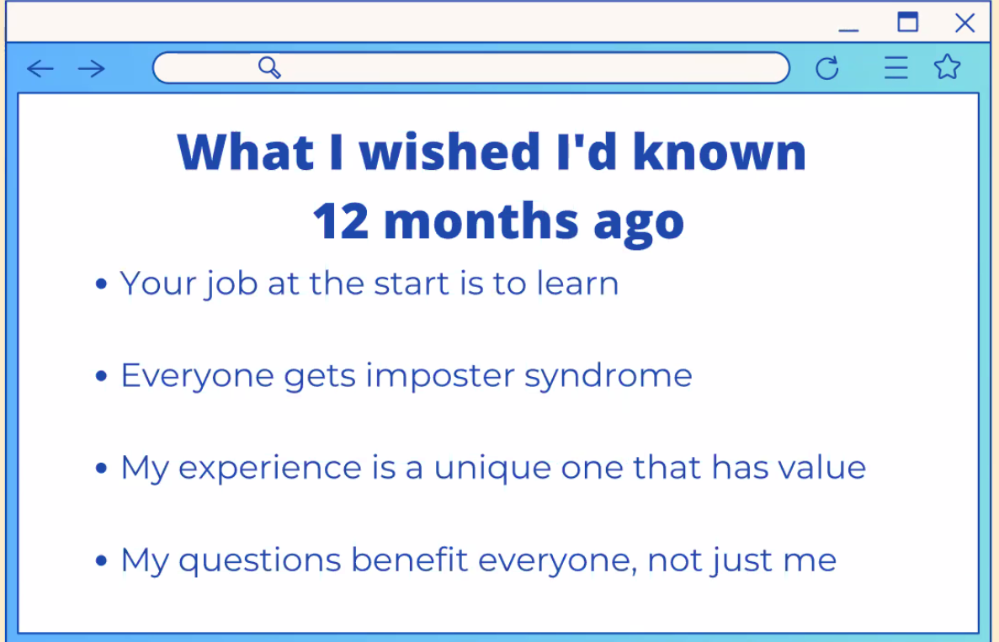 What I wished I'd known
12 months ago
• Your job at the start is to learn
• Everyone gets imposter syndrome
• My experience is a unique one that has value
• My questions benefit everyone, not just me